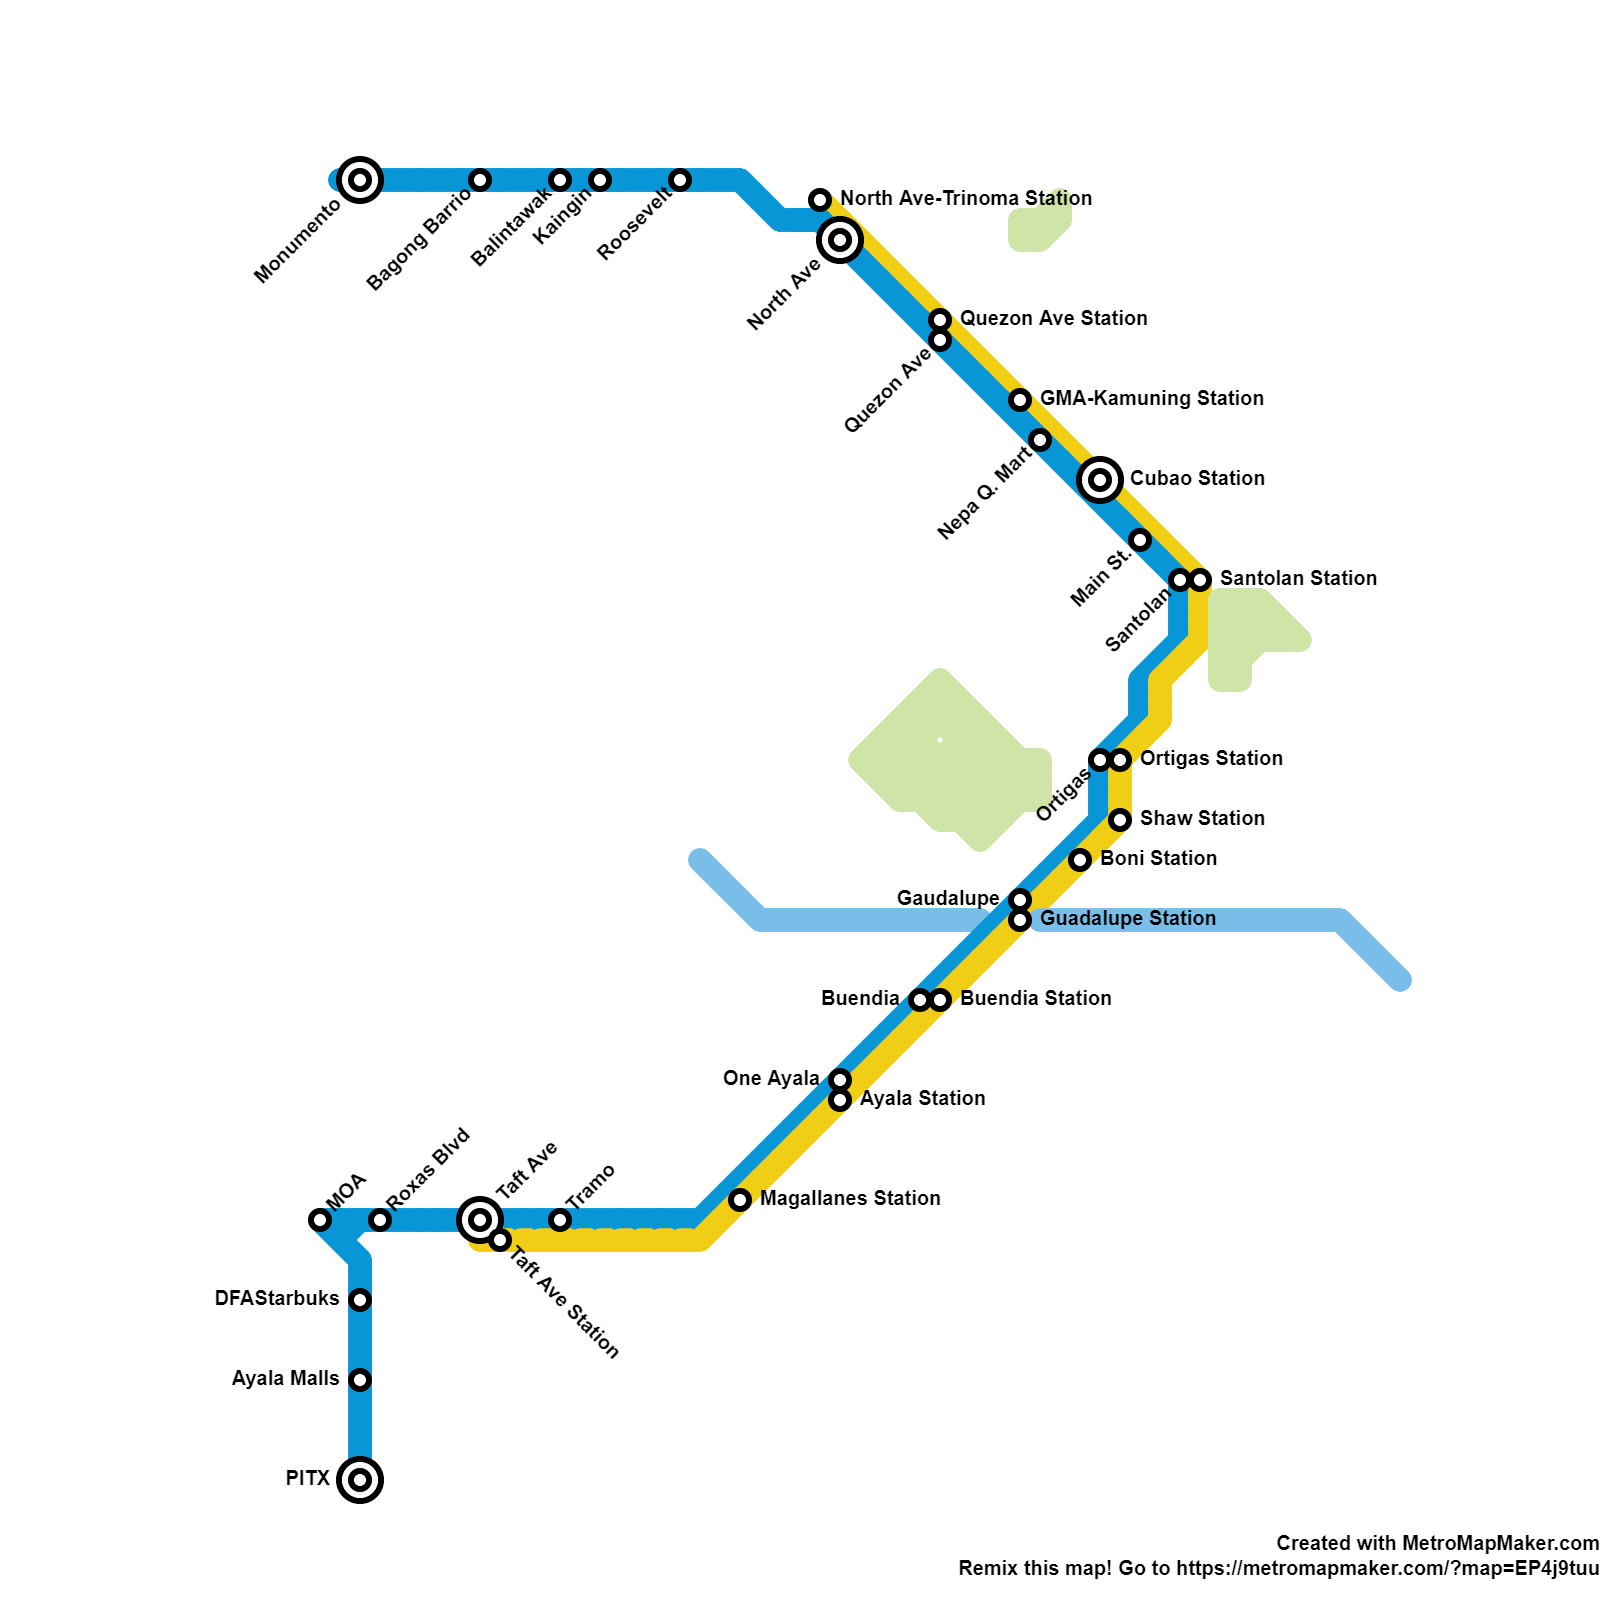 Monumento
Bagong Barrio
Balintawak
Kaingin
Roosevelt
North Ave-Trinoma Station
North Ave
Quezon Ave Station
Quezon Ave
GMA-Kamuning Station
Nepa Q. Mart
Cubao Station
Main St.
Santolan
Santolan Station
Ortigas
Ortigas Station
Shaw Station
Boni Station
Gaudalupe
Guadalupe Station
Buendia
Buendia Station
One Ayala
Ayala Station
Magallanes Station
MOA
Roxas Blvd
Taft Ave
Tramo
Taft Ave Station
DFAStarbuks
Ayala Malls
PITX
Created with MetroMapMaker.com
Remix this map! Go to https://metromapmaker.com/?map=EP4j9tuu